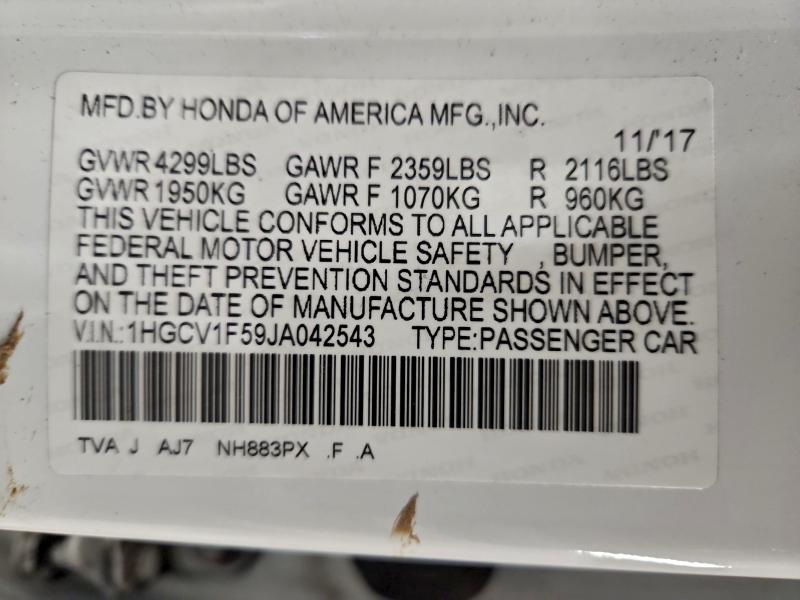 MFD.BY HONDA OF AMERICA MFG.,INC.
11/'17
GVWR 4299LBS GAWR F 2359LBS R 2116LBS
GVWR 1950KG GAWR F 1070KG R 960KG
THIS VEHICLE CONFORMS TO ALL APPLICABLE
FEDERAL MOTOR VEHICLE SAFETY , BUMPER,
AND THEFT PREVENTION STANDARDS IN EFFECT
ON THE DATE OF MANUFACTURE SHOWN ABOVE.
V.I.N.:1HGCV1F59JA042543 TYPE:PASSENGER CAR
TVA J AJ7 NH883PX .F .A